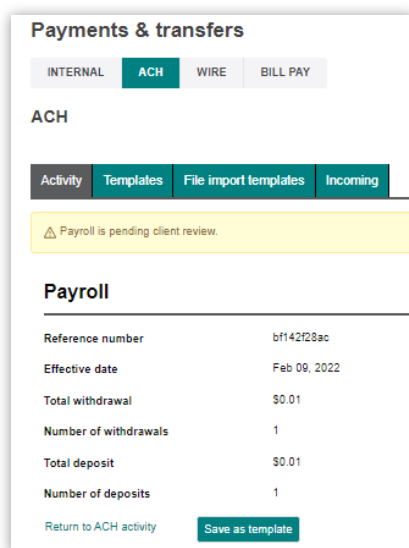 Payments & transfers
INTERNAL ACH WIRE BILL PAY
ACH
Activity Templates File import templates Incoming
Payroll is pending client review.
Payroll
Reference number bf142f28ac
Effective date Feb 09, 2022
Total withdrawal $0.01
Number of withdrawals 1
Total deposit $0.01
Number of deposits 1
Return to ACH activity Save as template